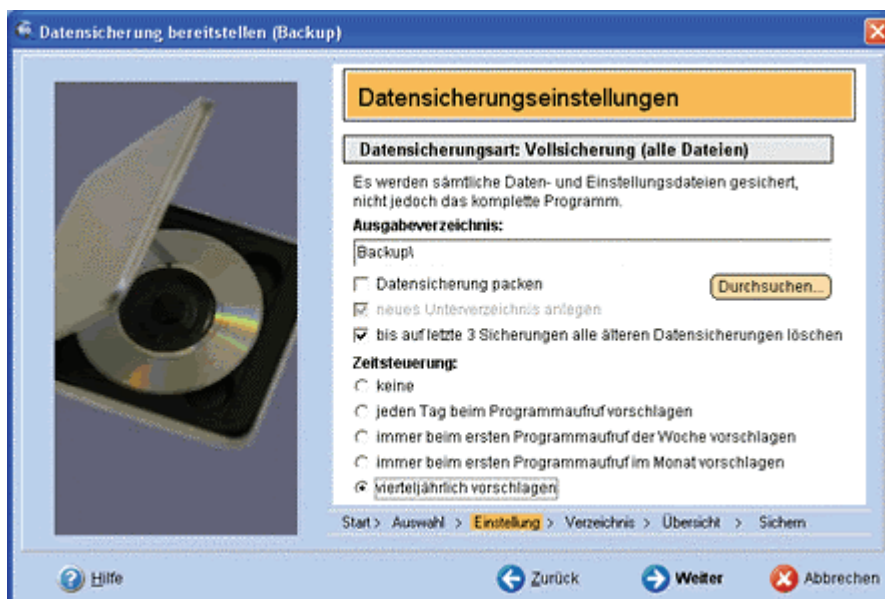 Datensicherung bereitstellen (Backup)
Datensicherungseinstellungen
Datensicherungsart: Vollsicherung (alle Dateien)
Es werden sämtliche Daten- und Einstellungsdateien gesichert,
nicht jedoch das komplette Programm.
Ausgabeverzeichnis:
Backup\
Datensicherung packen
Durchsuchen...
neues Unterverzeichnis anlegen
bis auf letzte 3 Sicherungen alle älteren Datensicherungen löschen
Zeitsteuerung:
keine
jeden Tag beim Programmaufruf vorschlagen
immer beim ersten Programmaufruf der Woche vorschlagen
immer beim ersten Programmaufruf im Monat vorschlagen
vierteljährlich vorschlagen
Start > Auswahl > Einstellung > Verzeichnis > Übersicht > Sichern
Hilfe Zurück Weiter Abbrechen